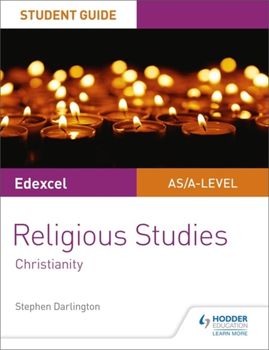 STUDENT GUIDE
Edexcel
AS/A-LEVEL
Religious Studies
Christianity
Stephen Darlington
HODDER
EDUCATION
LEARN MORE